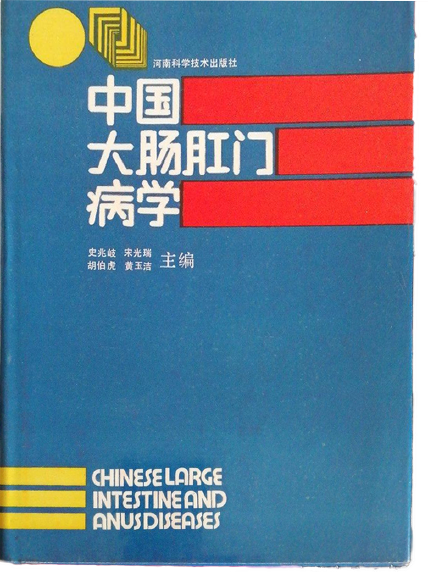 河南科学技术出版社
中国
大肠肛门
病学
史兆岐 宋光瑞
胡伯虎 黄玉洁 主编
CHINESE LARGE
INTESTINE AND
ANUS DISEASES